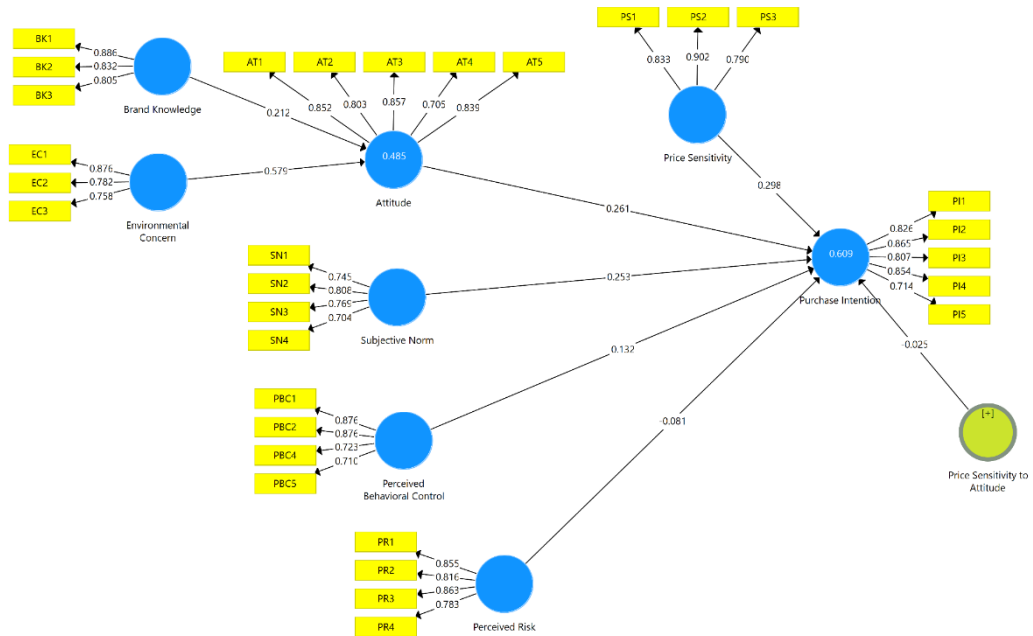 BK1
BK2
BK3
0.886
0.832
0.805
Brand Knowledge
0.212
EC1
EC2
EC3
0.876
0.782
0.758
Environmental
Concern
0.579
AT1
AT2
AT3
AT4
AT5
0.852
0.803
0.857
0.705
0.839
0.485
Attitude
0.261
PS1
PS2
PS3
0.833
0.902
0.790
Price Sensitivity
0.298
SN1
SN2
SN3
SN4
0.745
0.808
0.769
0.704
Subjective Norm
0.253
PI1
PI2
PI3
PI4
PI5
0.826
0.865
0.807
0.854
0.714
0.609
Purchase Intention
PBC1
PBC2
PBC4
PBC5
0.876
0.876
0.723
0.710
Perceived
Behavioral Control
0.132
-0.025
[+]
Price Sensitivity to
Attitude
PR1
PR2
PR3
PR4
0.855
0.816
0.863
0.783
Perceived Risk
-0.081